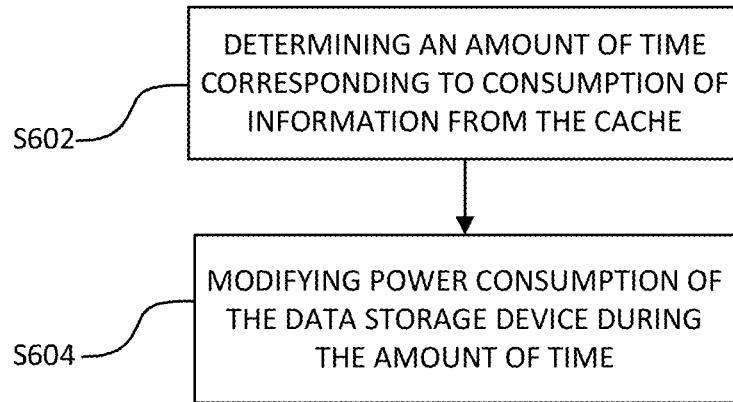 DETERMINING AN AMOUNT OF TIME
CORRESPONDING TO CONSUMPTION OF
INFORMATION FROM THE CACHE
S602
MODIFYING POWER CONSUMPTION OF
THE DATA STORAGE DEVICE DURING
THE AMOUNT OF TIME
S604